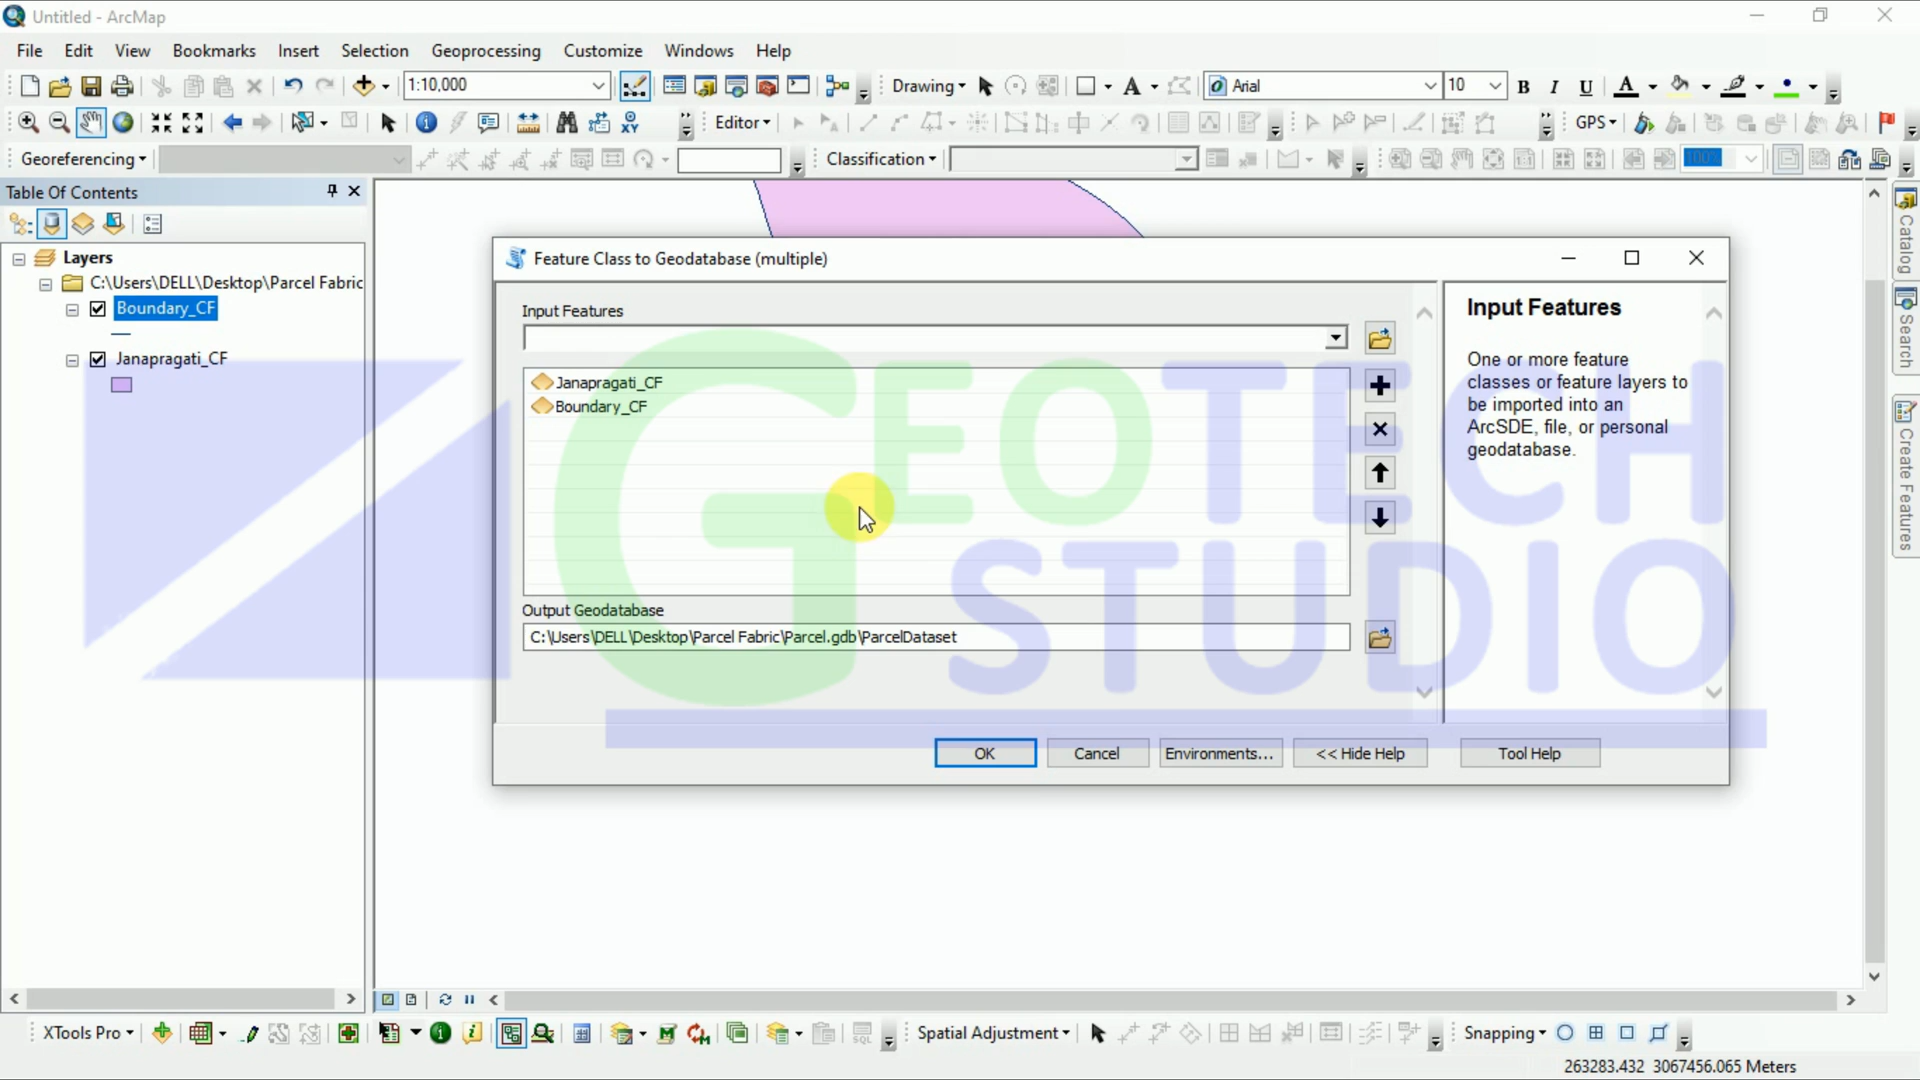 Untitled - ArcMap
File Edit View Bookmarks Insert Selection Geoprocessing Customize Windows Help
1:10,000 Drawing Arial 10 B I U
Editor GPS
Georeferencing Classification 100%
Table Of Contents
Layers
C:\Users\DELL\Desktop\Parcel Fabric
Boundary_CF
Janapragati_CF
Feature Class to Geodatabase (multiple)
Input Features
Janapragati_CF
Boundary_CF
Output Geodatabase
C:\Users\DELL\Desktop\Parcel Fabric\Parcel.gdb\ParcelDataset
OK Cancel Environments... << Hide Help Tool Help
Input Features
One or more feature
classes or feature layers to
be imported into an
ArcSDE, file, or personal
geodatabase.
GEOTECH
STUDIO
Catalog
Search
Create Features
XTools Pro SQL Spatial Adjustment Snapping
263283.432 3067456.065 Meters